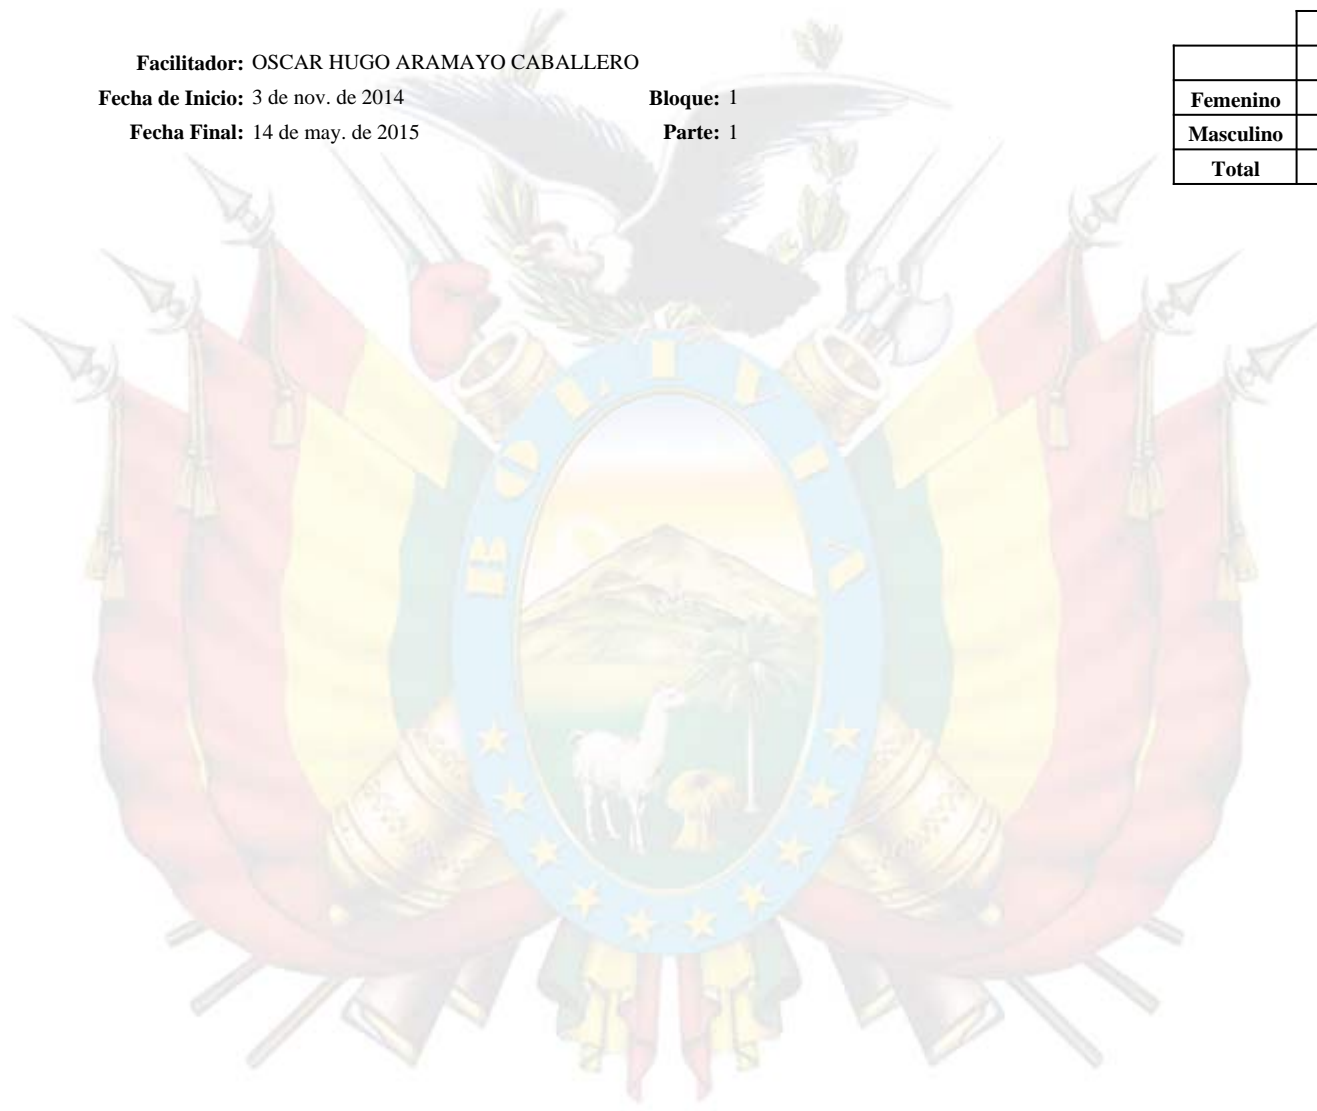 Facilitador: OSCAR HUGO ARAMAYO CABALLERO
Fecha de Inicio: 3 de nov. de 2014 Bloque: 1
Fecha Final: 14 de may. de 2015 Parte: 1
Femenino
Masculino
Total
BOLIVIA